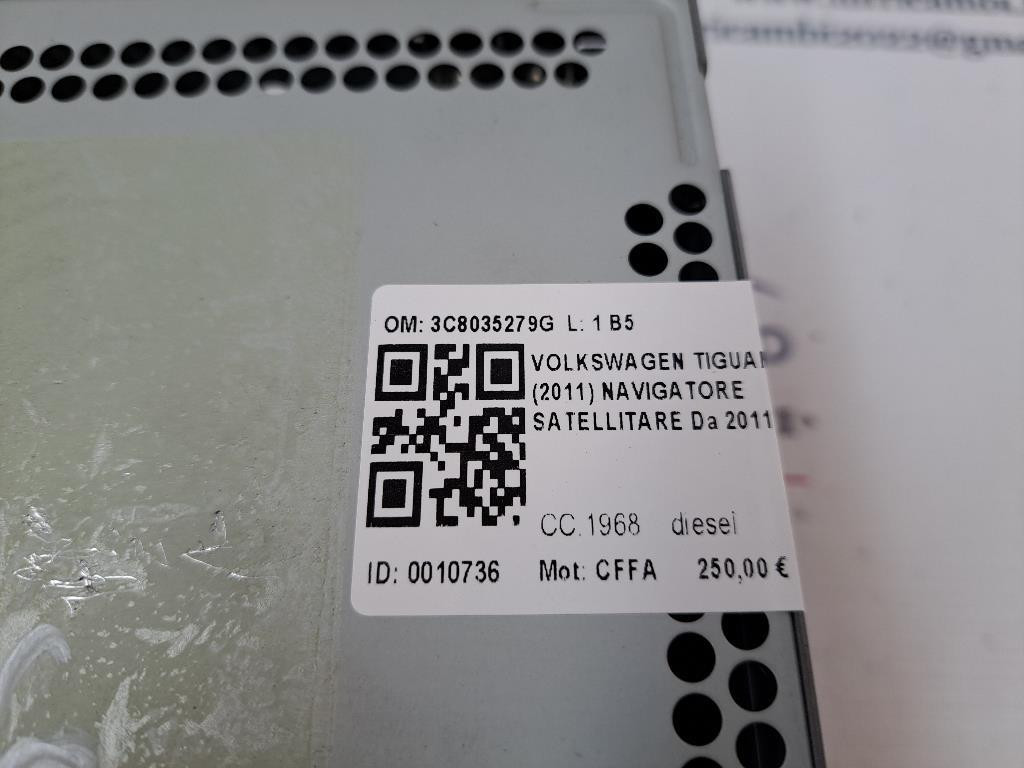 OM: 3C8035279G L: 1 B5
VOLKSWAGEN TIGUAN
(2011) NAVIGATORE
SATELLITARE Da 2011
CC.1968 diesel
ID: 0010736 Mot: CFFA 250,00 €